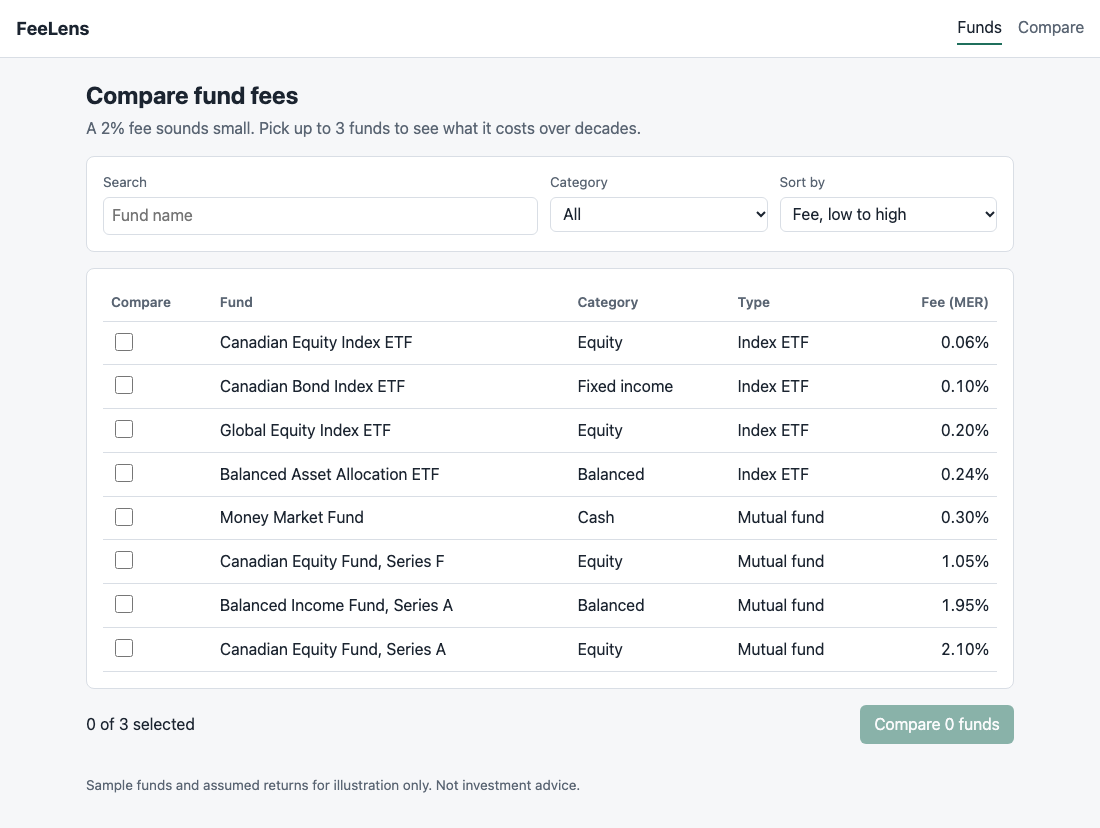 FeeLens
Funds Compare
Compare fund fees
A 2% fee sounds small. Pick up to 3 funds to see what it costs over decades.
Search Category Sort by
Fund name All Fee, low to high
Compare Fund Category Type Fee (MER)
Canadian Equity Index ETF Equity Index ETF 0.06%
Canadian Bond Index ETF Fixed income Index ETF 0.10%
Global Equity Index ETF Equity Index ETF 0.20%
Balanced Asset Allocation ETF Balanced Index ETF 0.24%
Money Market Fund Cash Mutual fund 0.30%
Canadian Equity Fund, Series F Equity Mutual fund 1.05%
Balanced Income Fund, Series A Balanced Mutual fund 1.95%
Canadian Equity Fund, Series A Equity Mutual fund 2.10%
0 of 3 selected Compare 0 funds
Sample funds and assumed returns for illustration only. Not investment advice.